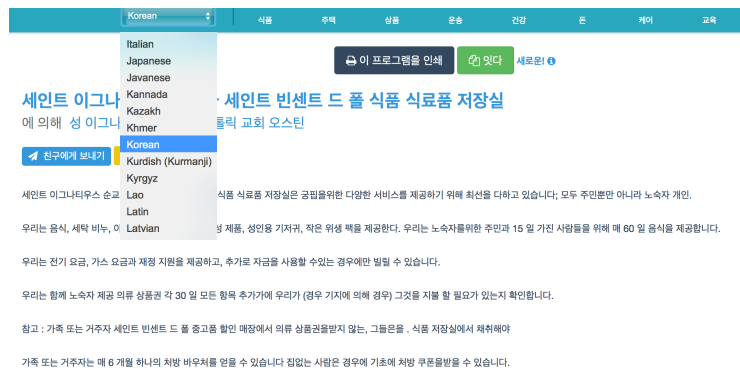 Korean 식품 주택 상품 운송 건강 돈 케어 교육
이 프로그램을 인쇄 잇다 새로운!
Italian
Japanese
Javanese
Kannada
Kazakh
Khmer
Korean
Kurdish (Kurmanji)
Kyrgyz
Lao
Latin
Latvian
세인트 이그나 세인트 빈센트 드 폴 식품 식료품 저장실
에 의해 성 이그나 톨릭 교회 오스틴
친구에게 보내기
세인트 이그나티우스 순교 식품 식료품 저장실은 궁핍을위한 다양한 서비스를 제공하기 위해 최선을 다하고 있습니다; 모두 주민뿐만 아니라 노숙자 개인.
우리는 음식, 세탁 비누, 성 제품, 성인용 기저귀, 작은 위생 팩을 제공한다. 우리는 노숙자를위한 주민과 15 일 가진 사람들을 위해 매 60 일 음식을 제공합니다.
우리는 전기 요금, 가스 요금과 재정 지원을 제공하고, 추가로 자금을 사용할 수있는 경우에만 빌릴 수 있습니다.
우리는 함께 노숙자 제공 의류 상품권 각 30 일 모든 항목 추가가에 우리가 (경우 기지에 의해 경우) 그것을 지불 할 필요가 있는지 확인합니다.
참고 : 가족 또는 거주자 세인트 빈센트 드 폴 중고품 할인 매장에서 의류 상품권을받지 않는, 그들은을 . 식품 저장실에서 채취해야
가족 또는 거주자는 매 6 개월 하나의 처방 바우처를 얻을 수 있습니다 집없는 사람은 경우에 기초에 처방 쿠폰을받을 수 있습니다.